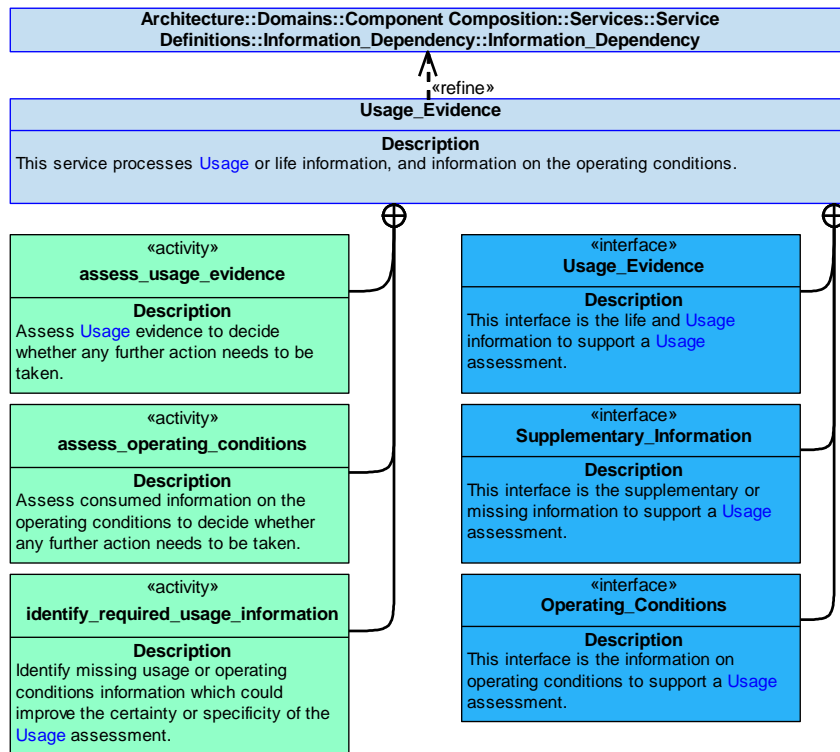 Architecture::Domains::Component Composition::Services::Service
Definitions::Information_Dependency::Information_Dependency
«refine»
Usage_Evidence
Description
This service processes Usage or life information, and information on the operating conditions.
«activity»
assess_usage_evidence
Description
Assess Usage evidence to decide
whether any further action needs to be
taken.
«activity»
assess_operating_conditions
Description
Assess consumed information on the
operating conditions to decide whether
any further action needs to be taken.
«activity»
identify_required_usage_information
Description
Identify missing usage or operating
conditions information which could
improve the certainty or specificity of the
Usage assessment.
«interface»
Usage_Evidence
Description
This interface is the life and Usage
information to support a Usage
assessment.
«interface»
Supplementary_Information
Description
This interface is the supplementary or
missing information to support a Usage
assessment.
«interface»
Operating_Conditions
Description
This interface is the information on
operating conditions to support a Usage
assessment.